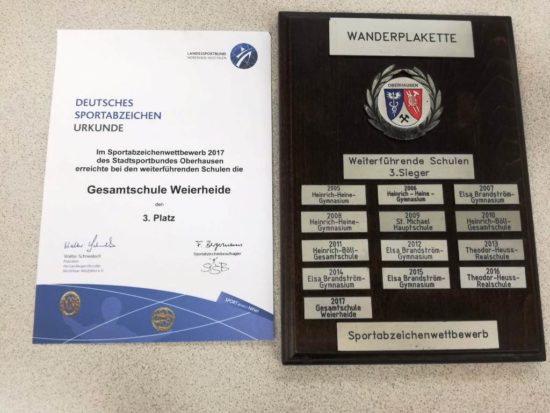 LANDESSPORTBUND
NORDRHEIN-WESTFALEN
DEUTSCHES
SPORTABZEICHEN
URKUNDE
Im Sportabzeichenwettbewerb 2017
des Stadtsportbundes Oberhausen
erreichte bei den weiterführenden Schulen die
Gesamtschule Weierheide
den
3. Platz
Walter Schneeloch
Präsident
Sportabzeichenbeauftragter
SSB
WANDERPLAKETTE
OBERHAUSEN
Weiterführende Schulen
3.Sieger
2005
Heinrich-Heine-
Gymnasium
2006
Heinrich - Heine -
Gymnasium
2007
Elsa Brandström-
Gymnasium
2008
Heinrich-Heine-
Gymnasium
2009
St. Michael
Hauptschule
2010
Heinrich-Böll-
Gesamtschule
2011
Heinrich-Böll-
Gesamtschule
2012
Elsa Brandström-
Gymnasium
2013
Theodor-Heuss-
Realschule
2014
Elsa Brandström-
Gymnasium
2015
Elsa Brandström-
Gymnasium
2016
Theodor-Heuss-
Realschule
2017
Gesamtschule
Weierheide
Sportabzeichenwettbewerb